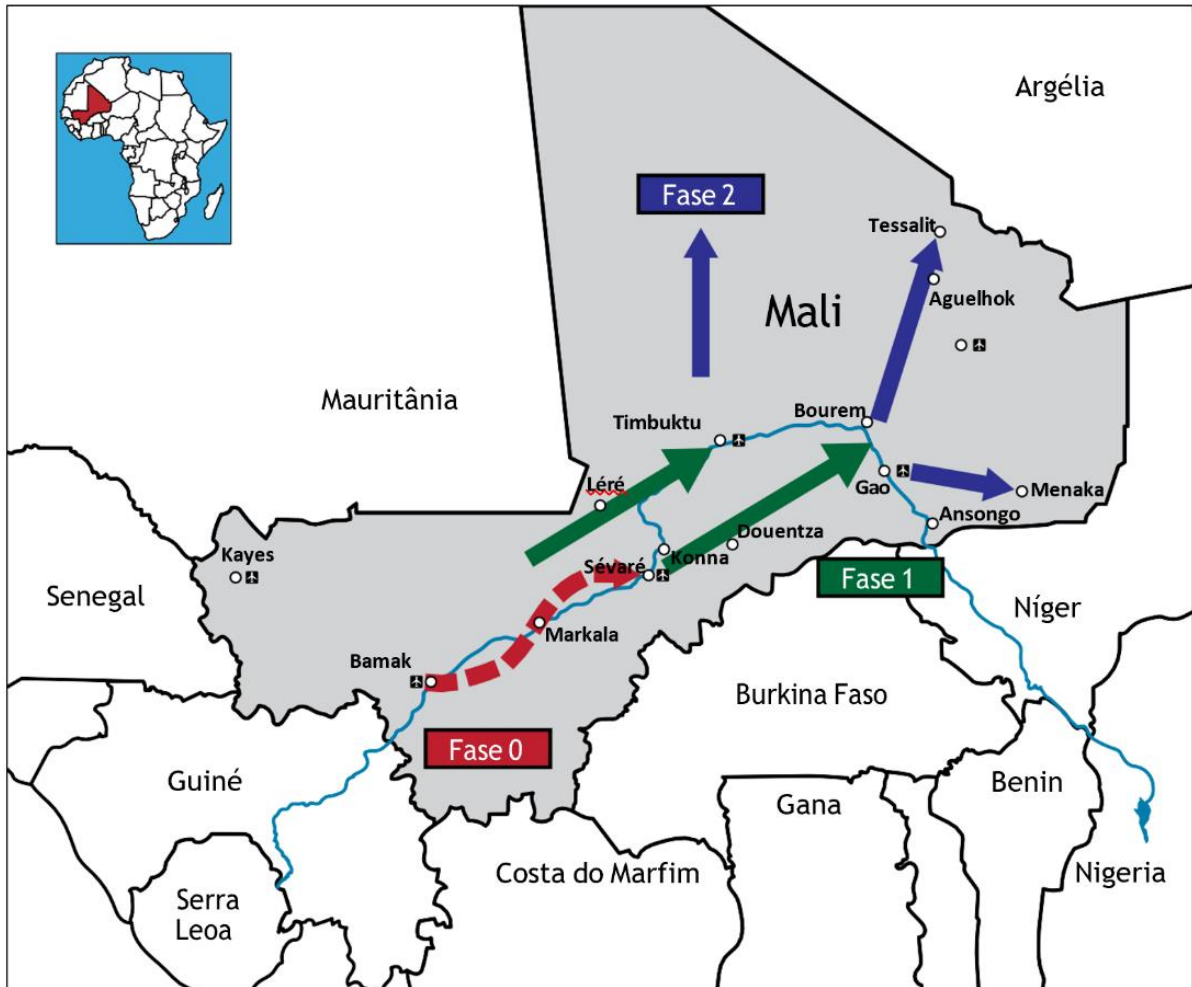 Argélia
Fase 2
Tessalit
Aguelhok
Mali
Mauritânia
Bourem
Timbuktu
Léré
Gao
Menaka
Ansongo
Douentza
Konna
Kayes
Sévaré
Fase 1
Senegal
Níger
Markala
Bamak
Burkina Faso
Fase 0
Guiné
Benin
Gana
Costa do Marfim
Nigeria
Serra
Leoa